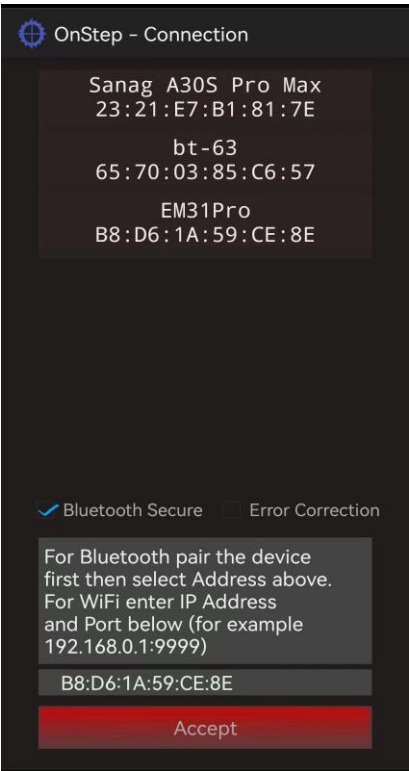 OnStep - Connection
Sanag A30S Pro Max
23:21:E7:B1:81:7E
bt-63
65:70:03:85:C6:57
EM31Pro
B8:D6:1A:59:CE:8E
Bluetooth Secure Error Correction
For Bluetooth pair the device
first then select Address above.
For WiFi enter IP Address
and Port below (for example
192.168.0.1:9999)
B8:D6:1A:59:CE:8E
Accept